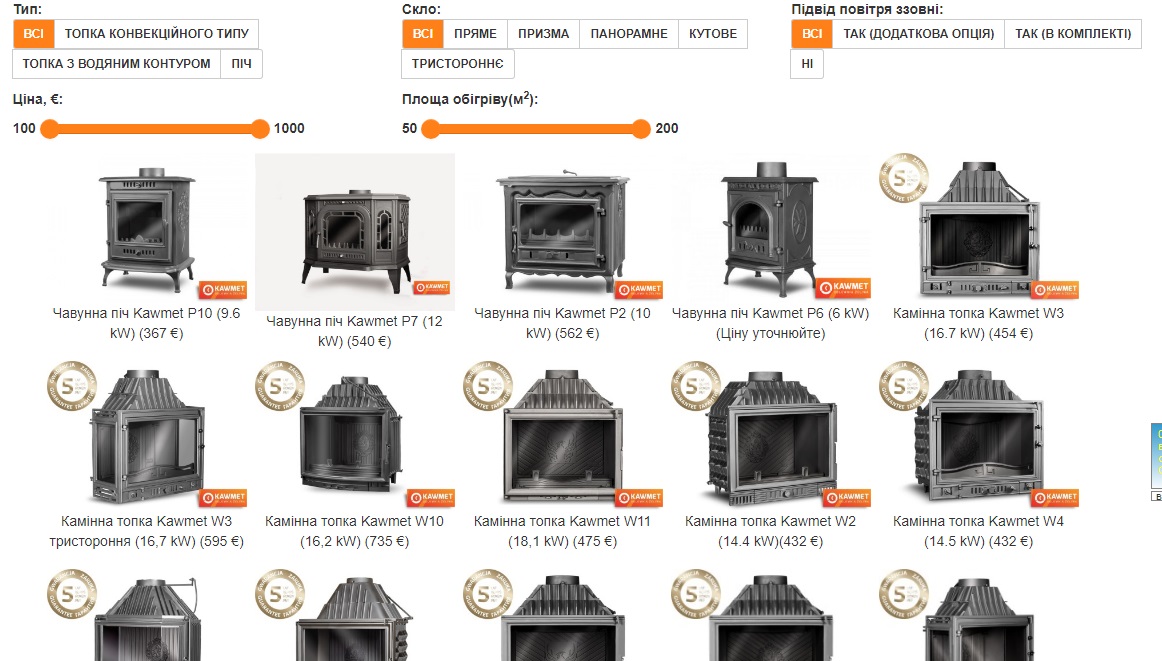 Тип:
ВСІ ТОПКА КОНВЕКЦІЙНОГО ТИПУ
ТОПКА З ВОДЯНИМ КОНТУРОМ ПІЧ
Скло:
ВСІ ПРЯМЕ ПРИЗМА ПАНОРАМНЕ КУТОВЕ
ТРИСТОРОННЄ
Підвід повітря ззовні:
ВСІ ТАК (ДОДАТКОВА ОПЦІЯ) ТАК (В КОМПЛЕКТІ)
НІ
Ціна, €:
100 1000
Площа обігріву(м²):
50 200
KAWMET
Чавунна піч Kawmet P10 (9.6
kW) (367 €)
KAWMET
Чавунна піч Kawmet P7 (12
kW) (540 €)
KAWMET
Чавунна піч Kawmet P2 (10
kW) (562 €)
KAWMET
Чавунна піч Kawmet P6 (6 kW)
(Ціну уточнюйте)
5
KAWMET
Камінна топка Kawmet W3
(16.7 kW) (454 €)
5
KAWMET
Камінна топка Kawmet W3
тристороння (16,7 kW) (595 €)
5
KAWMET
Камінна топка Kawmet W10
(16,2 kW) (735 €)
5
KAWMET
Камінна топка Kawmet W11
(18,1 kW) (475 €)
5
KAWMET
Камінна топка Kawmet W2
(14.4 kW)(432 €)
5
KAWMET
Камінна топка Kawmet W4
(14.5 kW) (432 €)
5
5
5
5
5